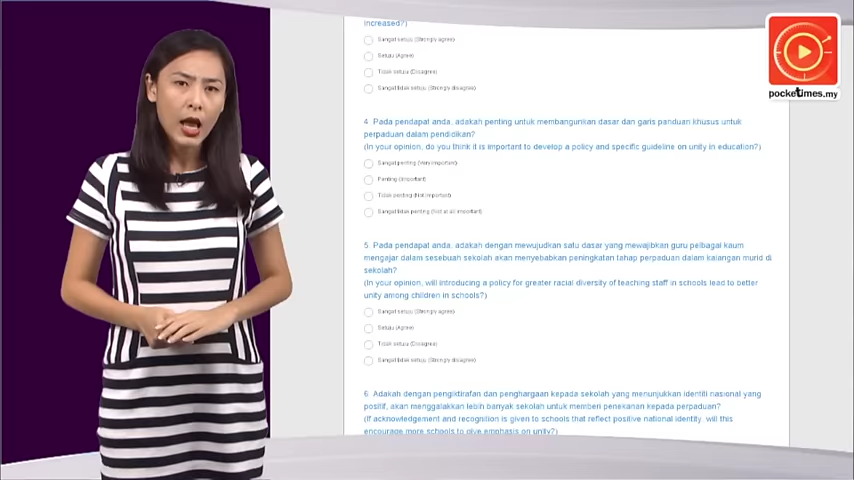 increased?)
Sangat setuju (Strongly agree)
Setuju (Agree)
Tidak setuju (Disagree)
Sangat tidak setuju (Strongly disagree)
4. Pada pendapat anda, adakah penting untuk membangunkan dasar dan garis panduan khusus untuk
perpaduan dalam pendidikan?
(In your opinion, do you think it is important to develop a policy and specific guideline on unity in education?)
Sangat penting (Very important)
Penting (Important)
Tidak penting (Not important)
Sangat tidak penting (Not at all important)
5. Pada pendapat anda, adakah dengan mewujudkan satu dasar yang mewajibkan guru pelbagai kaum
mengajar dalam sesebuah sekolah akan menyebabkan peningkatan tahap perpaduan dalam kalangan murid di
sekolah?
(In your opinion, will introducing a policy for greater racial diversity of teaching staff in schools lead to better
unity among children in schools?)
Sangat setuju (Strongly agree)
Setuju (Agree)
Tidak setuju (Disagree)
Sangat tidak setuju (Strongly disagree)
6. Adakah dengan pengiktirafan dan penghargaan kepada sekolah yang menunjukkan identiti nasional yang
positif, akan menggalakkan lebih banyak sekolah untuk memberi penekanan kepada perpaduan?
(If acknowledgement and recognition is given to schools that reflect positive national identity, will this
encourage more schools to give emphasis on unity?)
pocketimes.my